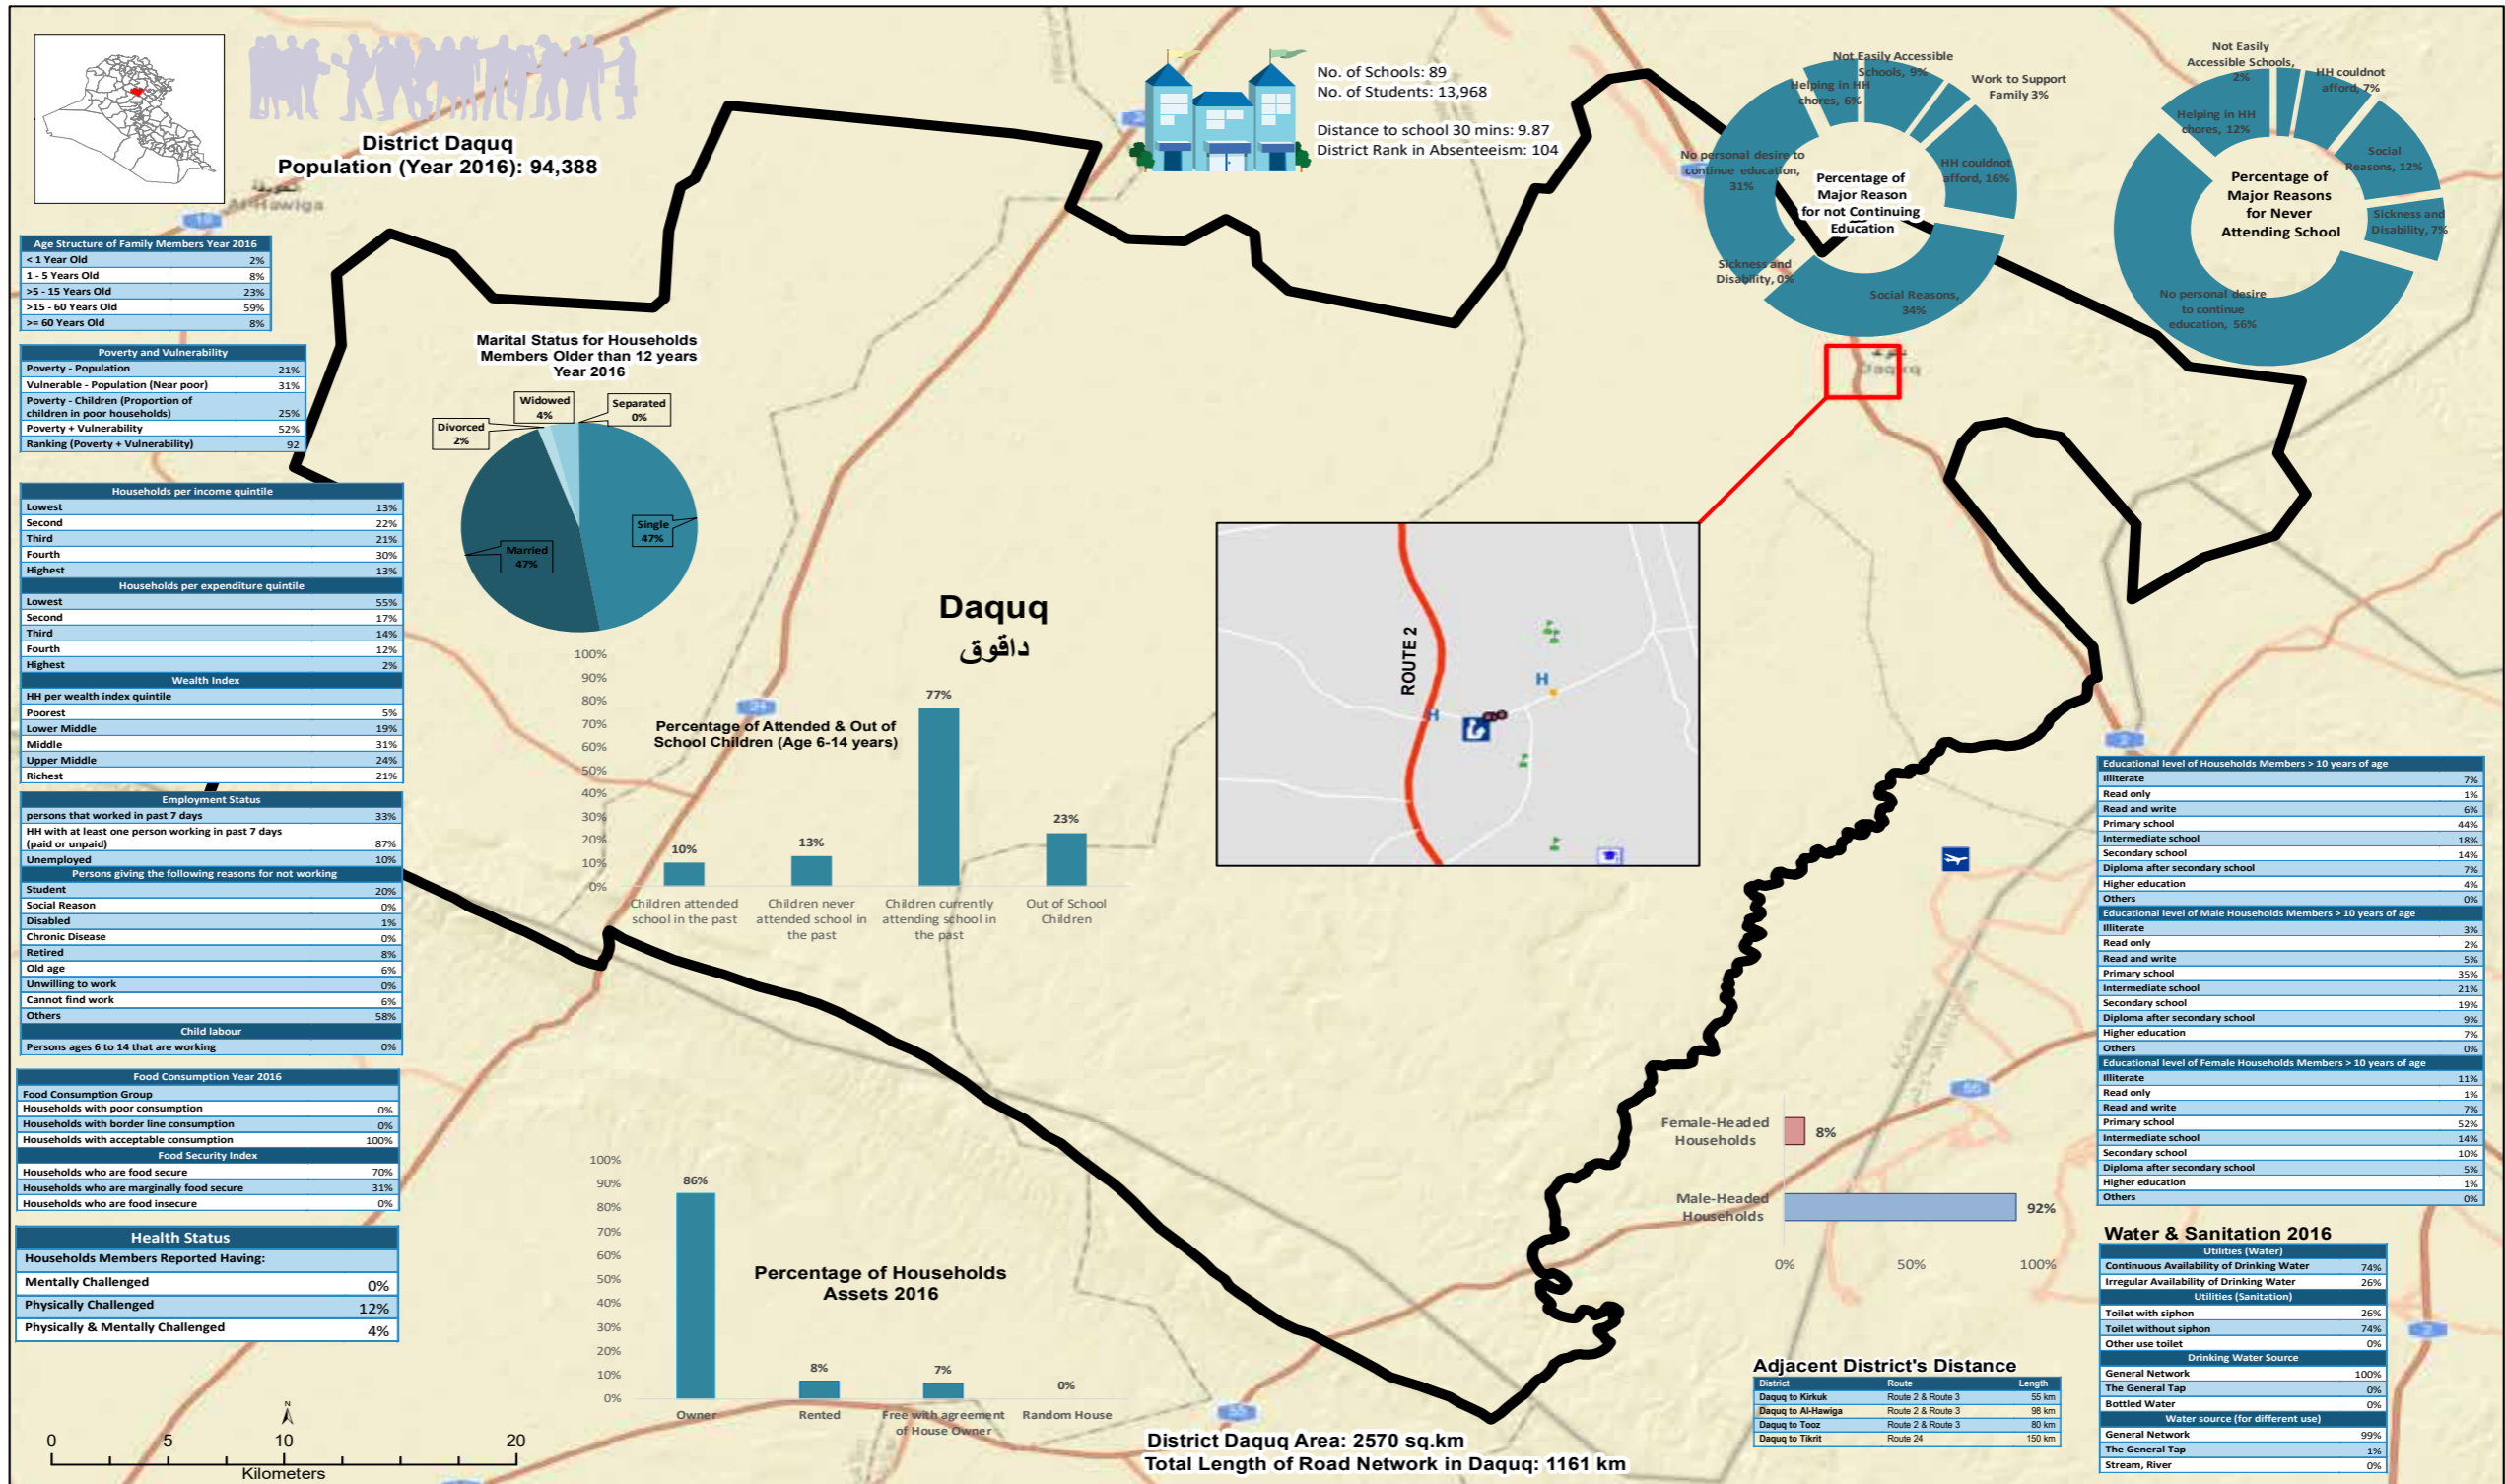 District Daquq
Population (Year 2016): 94,388
الحويجة
Al-Hawiga
Age Structure of Family Members Year 2016
< 1 Year Old 2%
1 - 5 Years Old 8%
>5 - 15 Years Old 23%
>15 - 60 Years Old 59%
>= 60 Years Old 8%
Poverty and Vulnerability
Poverty - Population 21%
Vulnerable - Population (Near poor) 31%
Poverty - Children (Proportion of
children in poor households) 25%
Poverty + Vulnerability 52%
Ranking (Poverty + Vulnerability) 92
Households per income quintile
Lowest 13%
Second 22%
Third 21%
Fourth 30%
Highest 13%
Households per expenditure quintile
Lowest 55%
Second 17%
Third 14%
Fourth 12%
Highest 2%
Wealth Index
HH per wealth index quintile
Poorest 5%
Lower Middle 19%
Middle 31%
Upper Middle 24%
Richest 21%
Employment Status
persons that worked in past 7 days 33%
HH with at least one person working in past 7 days
(paid or unpaid) 87%
Unemployed 10%
Persons giving the following reasons for not working
Student 20%
Social Reason 0%
Disabled 1%
Chronic Disease 0%
Retired 8%
Old age 6%
Unwilling to work 0%
Cannot find work 6%
Others 58%
Child labour
Persons ages 6 to 14 that are working 0%
Food Consumption Year 2016
Food Consumption Group
Households with poor consumption 0%
Households with border line consumption 0%
Households with acceptable consumption 100%
Food Security Index
Households who are food secure 70%
Households who are marginally food secure 31%
Households who are food insecure 0%
Health Status
Households Members Reported Having:
Mentally Challenged 0%
Physically Challenged 12%
Physically & Mentally Challenged 4%
N
0 5 10 20
Kilometers
Marital Status for Households
Members Older than 12 years
Year 2016
Widowed
4%
Separated
0%
Divorced
2%
Single
47%
Married
47%
Daquq
داقوق
Percentage of Attended & Out of
School Children (Age 6-14 years)
100%
90%
80%
70%
60%
50%
40%
30%
20%
10%
0%
10%
13%
77%
23%
Children attended
school in the past
Children never
attended school in
the past
Children currently
attending school in
the past
Out of School
Children
24
Percentage of Households
Assets 2016
100%
90%
80%
70%
60%
50%
40%
30%
20%
10%
0%
86%
8%
7%
0%
Owner
Rented
Free with agreement
of House Owner
Random House
No. of Schools: 89
No. of Students: 13,968
Distance to school 30 mins: 9.87
District Rank in Absenteeism: 104
Percentage of
Major Reason
for not Continuing
Education
Not Easily Accessible
Schools, 9%
Work to Support
Family 3%
HH couldnot
afford, 16%
Social Reasons,
34%
Sickness and
Disability, 0%
No personal desire to
continue education,
31%
Helping in HH
chores, 6%
Percentage of
Major Reasons
for Never
Attending School
Not Easily
Accessible Schools,
2%
HH couldnot
afford, 7%
Social
Reasons, 12%
Sickness and
Disability, 7%
No personal desire
to continue
education, 56%
Helping in HH
chores, 12%
Daquq
ROUTE 2
H
H
2
Educational level of Households Members > 10 years of age
Illiterate 7%
Read only 1%
Read and write 6%
Primary school 44%
Intermediate school 18%
Secondary school 14%
Diploma after secondary school 7%
Higher education 4%
Others 0%
Educational level of Male Households Members > 10 years of age
Illiterate 3%
Read only 2%
Read and write 5%
Primary school 35%
Intermediate school 21%
Secondary school 19%
Diploma after secondary school 9%
Higher education 7%
Others 0%
Educational level of Female Households Members > 10 years of age
Illiterate 11%
Read only 1%
Read and write 7%
Primary school 52%
Intermediate school 14%
Secondary school 10%
Diploma after secondary school 5%
Higher education 1%
Others 0%
Female-Headed
Households
8%
Male-Headed
Households
92%
0% 50% 100%
55
55
2
Water & Sanitation 2016
Utilities (Water)
Continuous Availability of Drinking Water 74%
Irregular Availability of Drinking Water 26%
Utilities (Sanitation)
Toilet with siphon 26%
Toilet without siphon 74%
Other use toilet 0%
Drinking Water Source
General Network 100%
The General Tap 0%
Bottled Water 0%
Water source (for different use)
General Network 99%
The General Tap 1%
Stream, River 0%
Adjacent District's Distance
District Route Length
Daquq to Kirkuk Route 2 & Route 3 55 km
Daquq to Al-Hawiga Route 2 & Route 3 98 km
Daquq to Tooz Route 2 & Route 3 80 km
Daquq to Tikrit Route 24 150 km
District Daquq Area: 2570 sq.km
Total Length of Road Network in Daquq: 1161 km